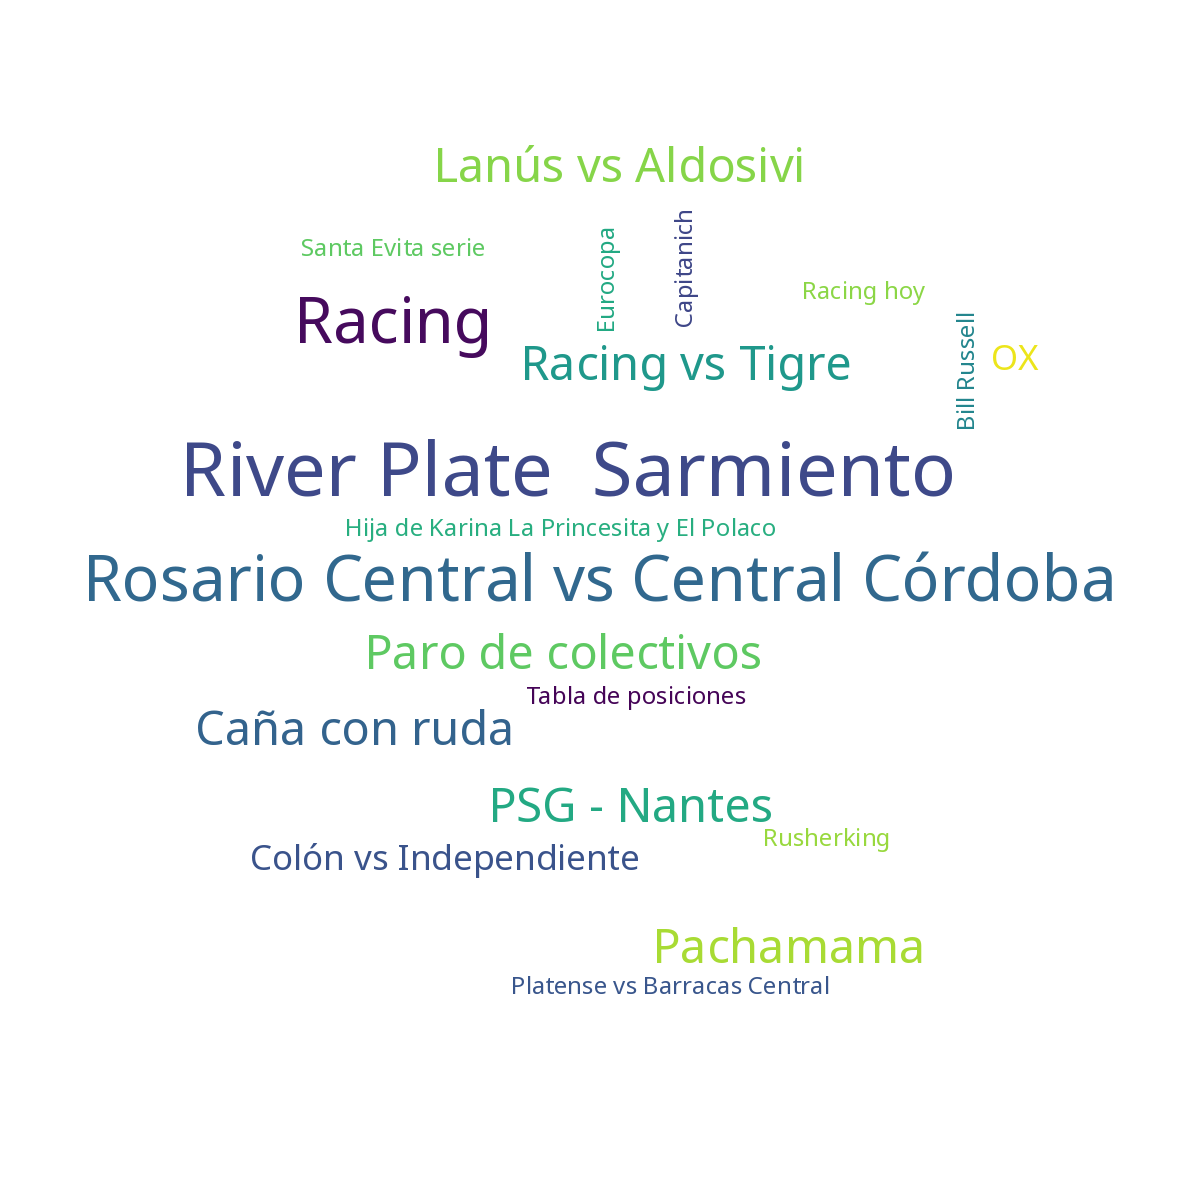 Lanús vs Aldosivi
Santa Evita serie
Eurocopa
Capitanich
Racing hoy
Racing
Racing vs Tigre
Bill Russell
OX
River Plate  Sarmiento
Hija de Karina La Princesita y El Polaco
Rosario Central vs Central Córdoba
Paro de colectivos
Tabla de posiciones
Caña con ruda
PSG - Nantes
Rusherking
Colón vs Independiente
Pachamama
Platense vs Barracas Central